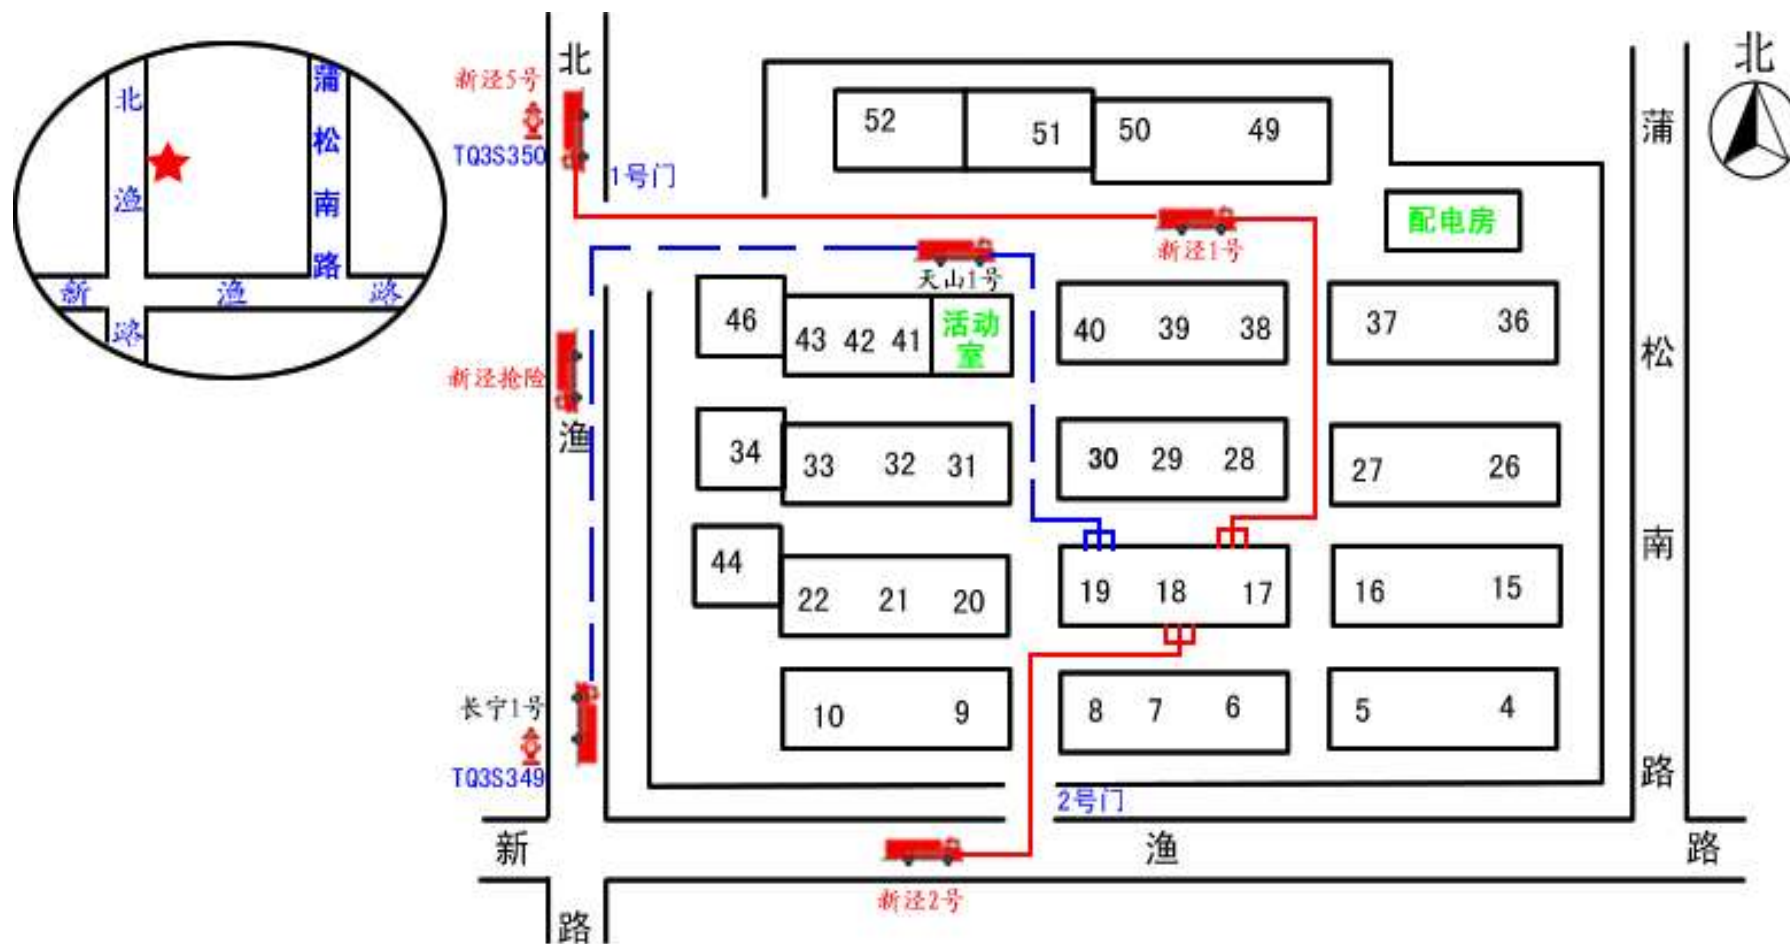 北渔路
蒲松南路
新渔路
新泾5号
TQ3S350
北渔路
1号门
新泾抢险
长宁1号
TQ3S349
52 51 50 49
配电房
新泾1号
天山1号
46 43 42 41 活动室 40 39 38 37 36
34 33 32 31 30 29 28 27 26
44 22 21 20 19 18 17 16 15
10 9 8 7 6 5 4
2号门
新渔路
新泾2号
蒲松南路
北